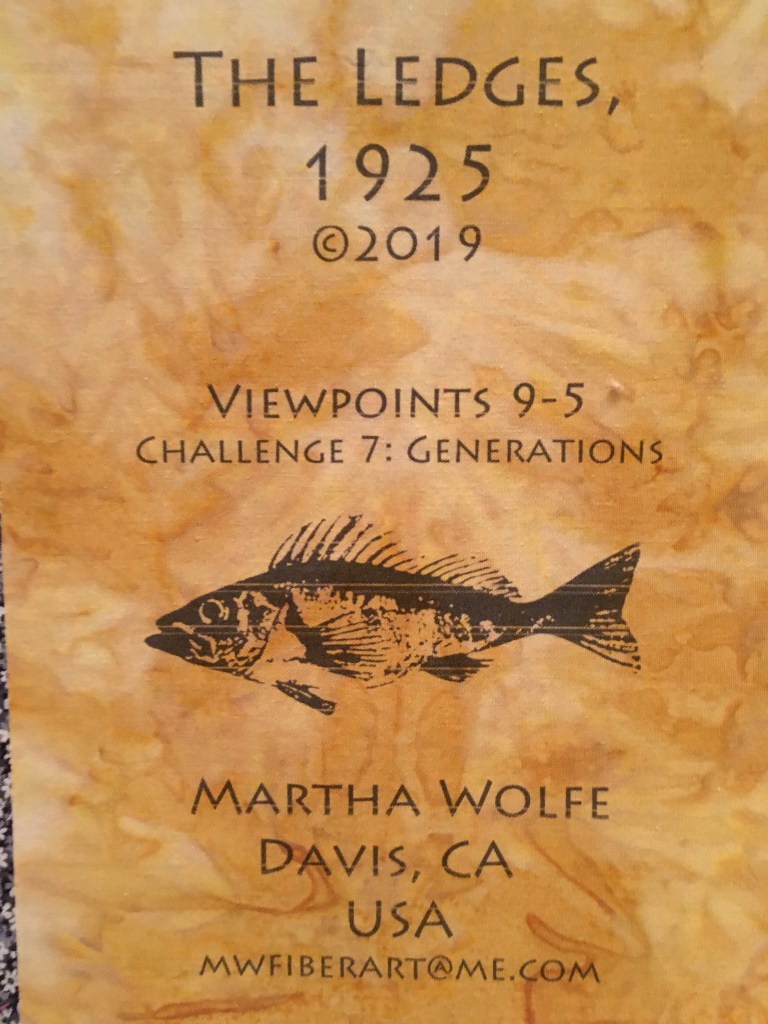 THE LEDGES,
1925
©2019
VIEWPOINTS 9-5
CHALLENGE 7: GENERATIONS
MARTHA WOLFE
DAVIS, CA
USA
MWFIBERART@ME.COM